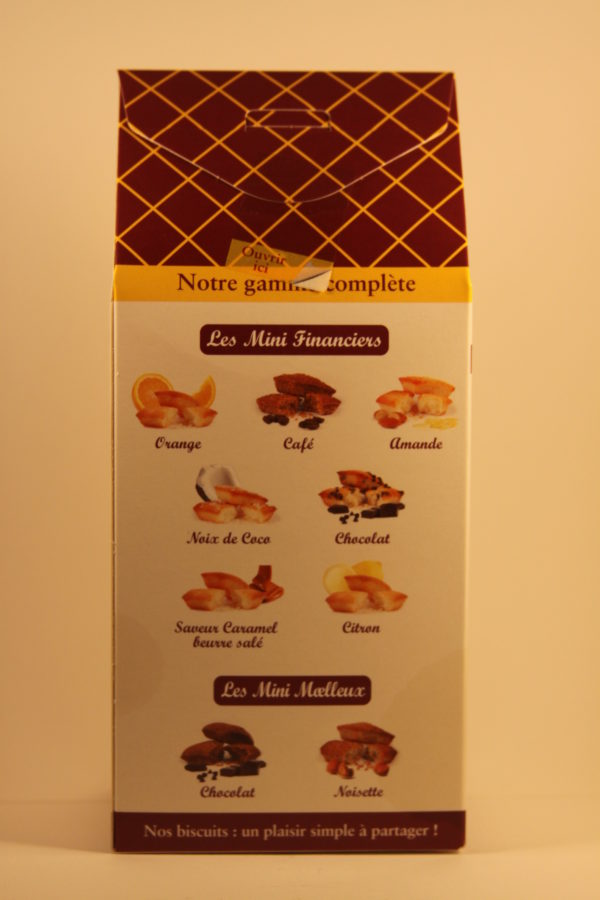 Ouvrir
ici
Notre gamme complète
Les Mini Financiers
Orange
Café
Amande
Noix de Coco
Chocolat
Saveur Caramel
beurre salé
Citron
Les Mini Mœlleux
Chocolat
Noisette
Nos biscuits : un plaisir simple à partager !